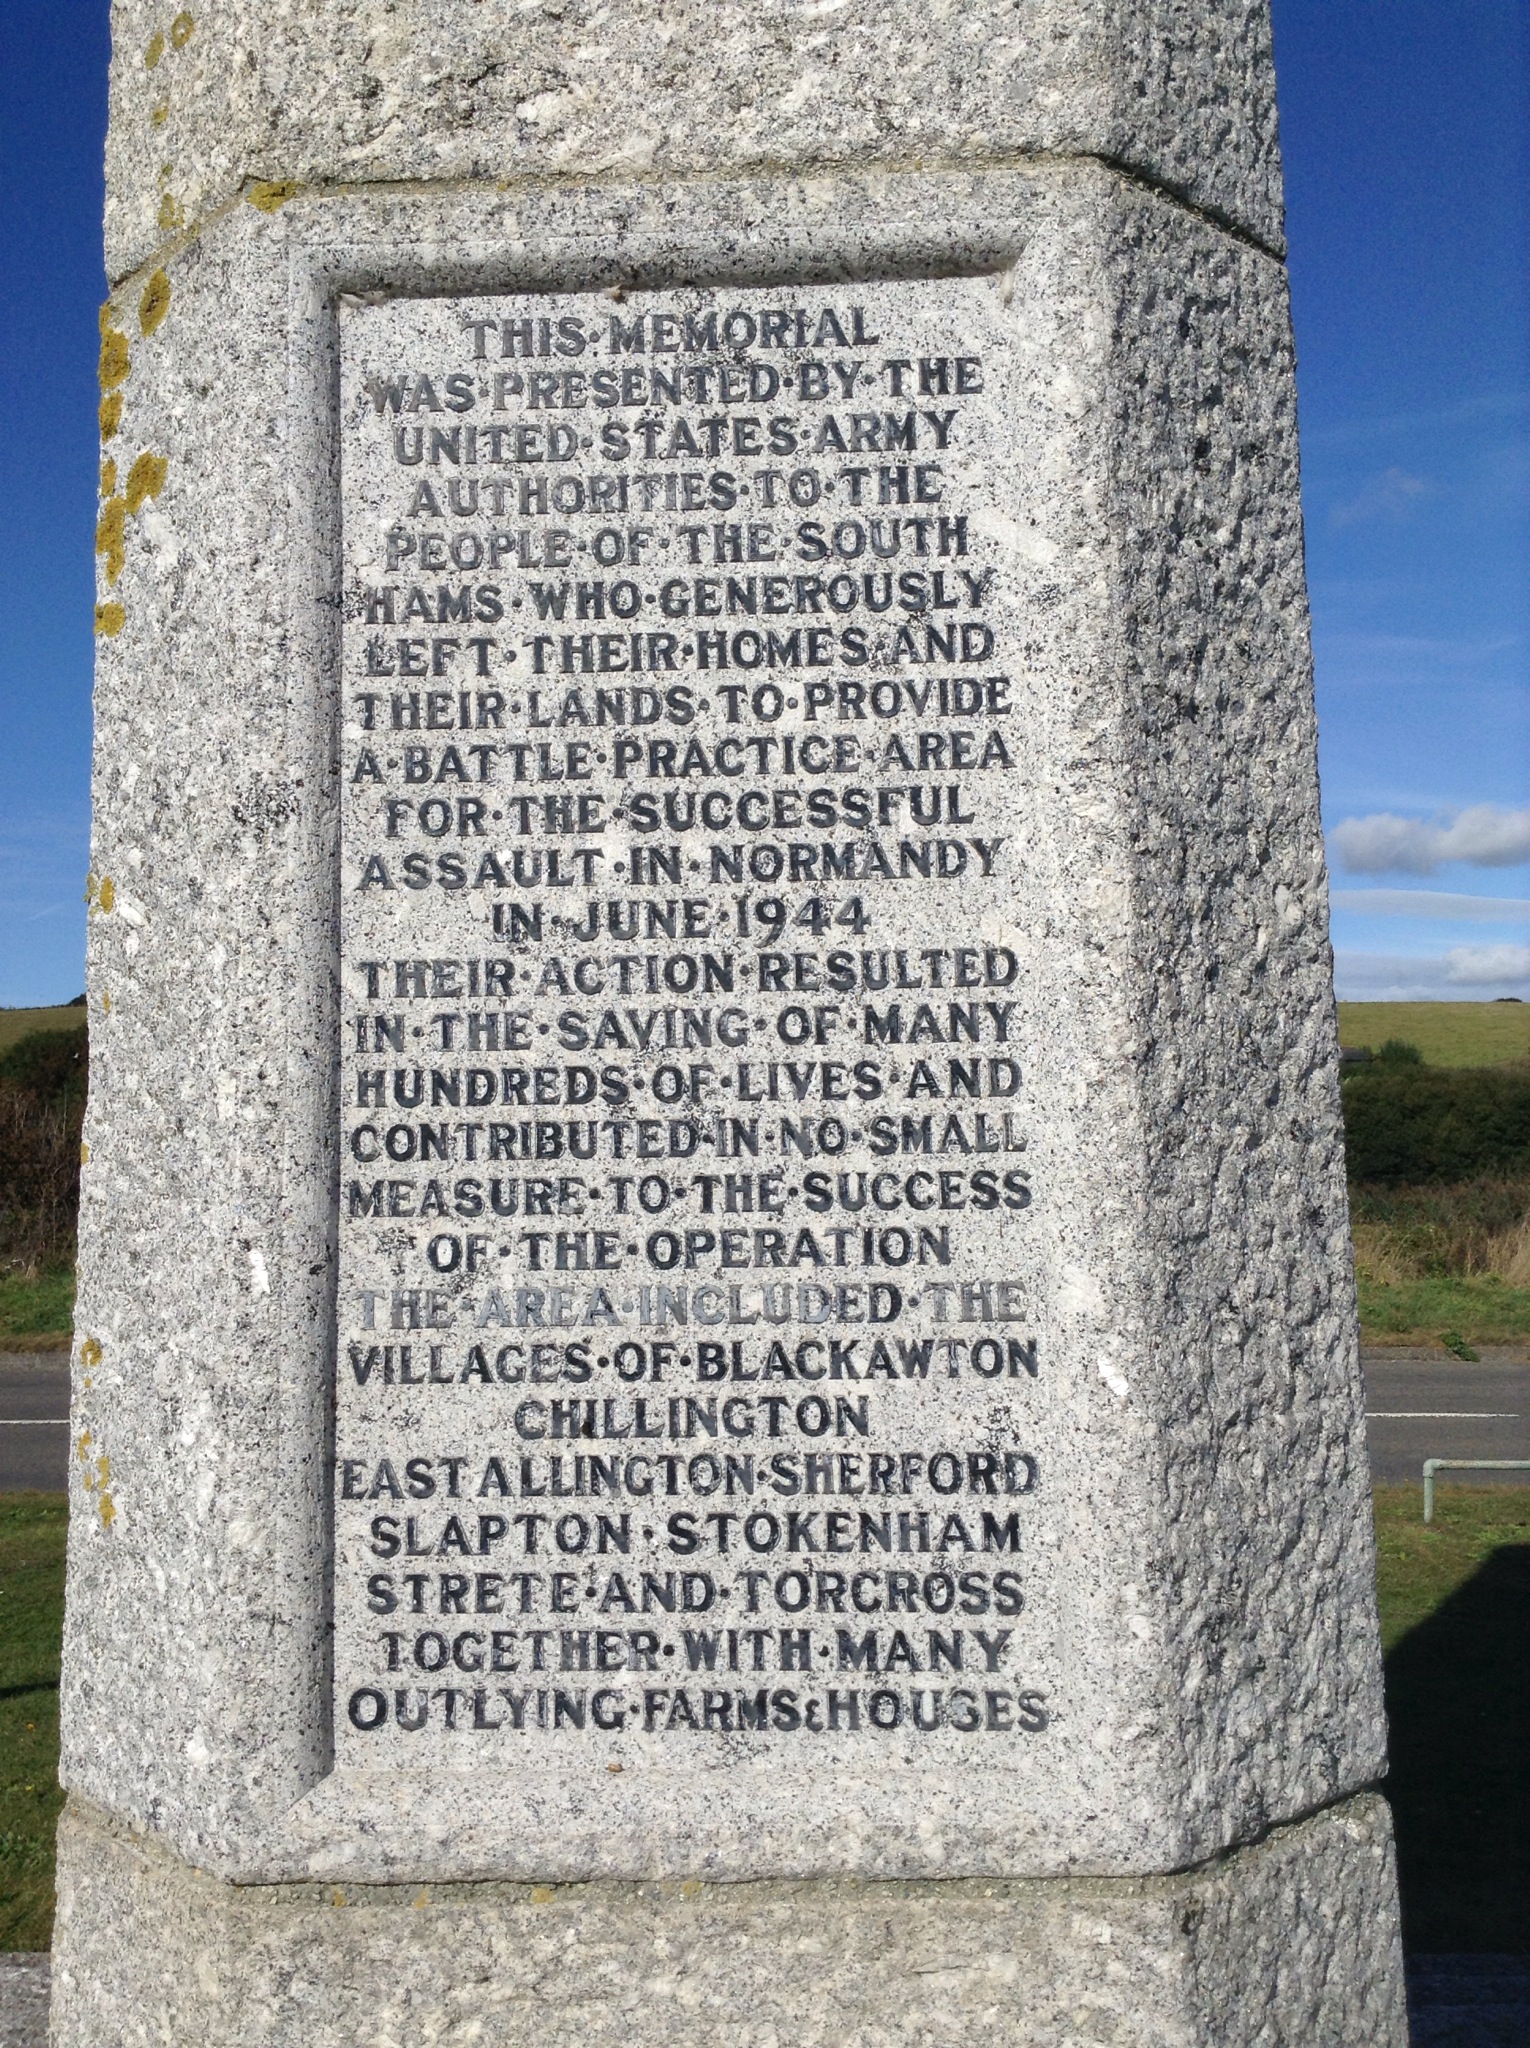 THIS·MEMORIAL
WAS·PRESENTED·BY·THE
UNITED·STATES·ARMY
AUTHORITIES·TO·THE
PEOPLE·OF·THE·SOUTH
HAMS·WHO·GENEROUSLY
LEFT·THEIR·HOMES·AND
THEIR·LANDS·TO·PROVIDE
A·BATTLE·PRACTICE·AREA
FOR·THE·SUCCESSFUL
ASSAULT·IN·NORMANDY
IN·JUNE·1944
THEIR·ACTION·RESULTED
IN·THE·SAVING·OF·MANY
HUNDREDS·OF·LIVES·AND
CONTRIBUTED·IN·NO·SMALL
MEASURE·TO·THE·SUCCESS
OF·THE·OPERATION
THE·AREA·INCLUDED·THE
VILLAGES·OF·BLACKAWTON
CHILLINGTON
EAST ALLINGTON·SHERFORD
SLAPTON·STOKENHAM
STRETE·AND·TORCROSS
TOGETHER·WITH·MANY
OUTLYING·FARMS&HOUSES